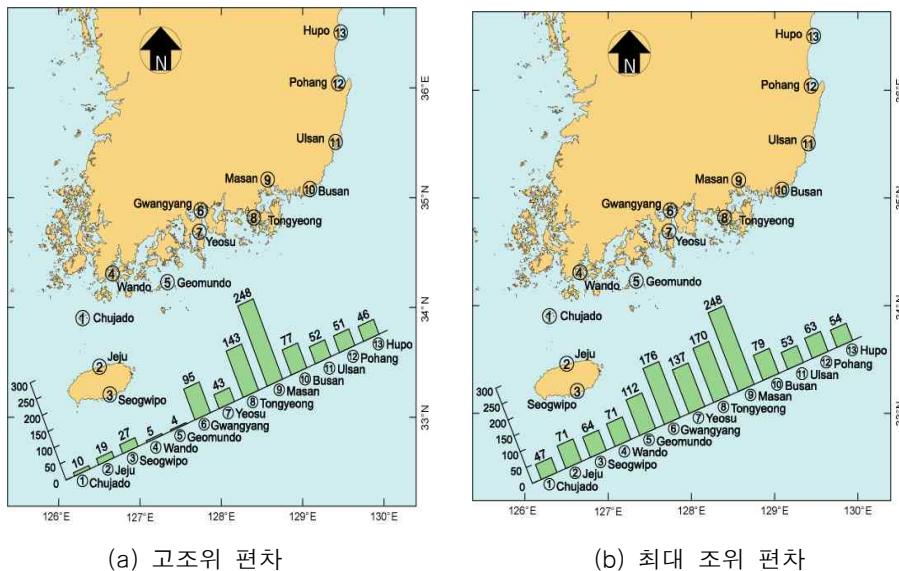 Hupo ⑬
N
Pohang ⑫
36°E
Ulsan ⑪
Masan ⑨
⑩ Busan
35°N
Gwangyang ⑥
⑧ Tongyeong
⑦ Yeosu
④ Wando
⑤ Geomundo
34°N
① Chujado
② Jeju
③ Seogwipo
33°N
300
250
200
150
100
50
0
10 19 27 5 4 95 43 143 248 77 52 51 46
① Chujado
② Jeju
③ Seogwipo
④ Wando
⑤ Geomundo
⑥ Gwangyang
⑦ Yeosu
⑧ Tongyeong
⑨ Masan
⑩ Busan
⑪ Ulsan
⑫ Pohang
⑬ Hupo
126°E 127°E 128°E 129°E 130°E
(a) 고조위 편차
Hupo ⑬
N
Pohang ⑫
36°E
Ulsan ⑪
Masan ⑨
⑩ Busan
35°N
Gwangyang ⑥
⑧ Tongyeong
⑦ Yeosu
④ Wando
⑤ Geomundo
34°N
① Chujado
② Jeju
Seogwipo ③
33°N
300
250
200
150
100
50
0
47 71 64 71 112 176 137 170 248 79 53 63 54
① Chujado
② Jeju
③ Seogwipo
④ Wando
⑤ Geomundo
⑥ Gwangyang
⑦ Yeosu
⑧ Tongyeong
⑨ Masan
⑩ Busan
⑪ Ulsan
⑫ Pohang
⑬ Hupo
126°E 127°E 128°E 129°E 130°E
(b) 최대 조위 편차